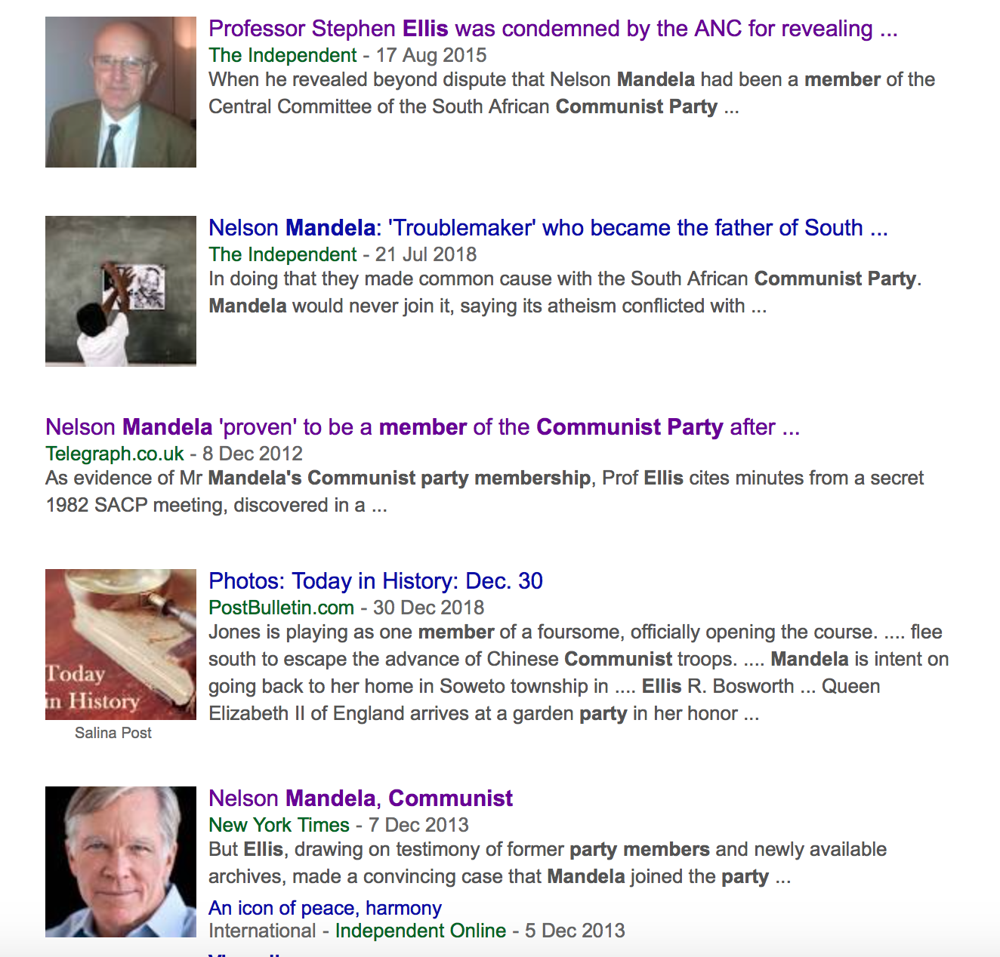 Professor Stephen Ellis was condemned by the ANC for revealing ...
The Independent - 17 Aug 2015
When he revealed beyond dispute that Nelson Mandela had been a member of the
Central Committee of the South African Communist Party ...
Nelson Mandela: 'Troublemaker' who became the father of South ...
The Independent - 21 Jul 2018
In doing that they made common cause with the South African Communist Party.
Mandela would never join it, saying its atheism conflicted with ...
Nelson Mandela 'proven' to be a member of the Communist Party after ...
Telegraph.co.uk - 8 Dec 2012
As evidence of Mr Mandela's Communist party membership, Prof Ellis cites minutes from a secret
1982 SACP meeting, discovered in a ...
Photos: Today in History: Dec. 30
PostBulletin.com - 30 Dec 2018
Jones is playing as one member of a foursome, officially opening the course. .... flee
south to escape the advance of Chinese Communist troops. .... Mandela is intent on
going back to her home in Soweto township in .... Ellis R. Bosworth ... Queen
Elizabeth II of England arrives at a garden party in her honor ...
Today
in History
Salina Post
Nelson Mandela, Communist
New York Times - 7 Dec 2013
But Ellis, drawing on testimony of former party members and newly available
archives, made a convincing case that Mandela joined the party ...
An icon of peace, harmony
International - Independent Online - 5 Dec 2013